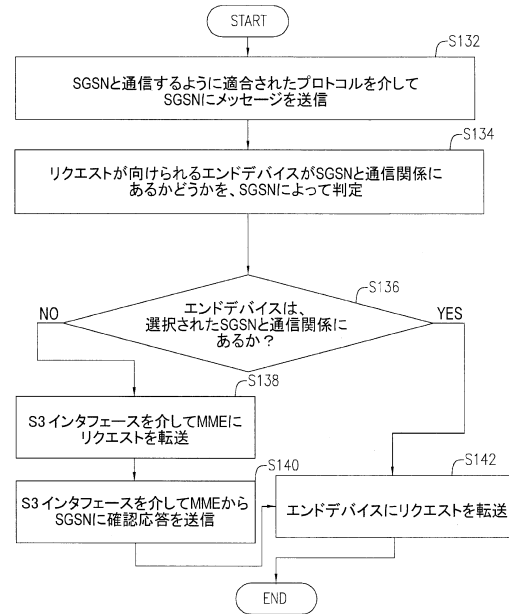 START
S132
SGSNと通信するように適合されたプロトコルを介して
SGSNにメッセージを送信
S134
リクエストが向けられるエンドデバイスがSGSNと通信関係に
あるかどうかを、SGSNによって判定
S136
エンドデバイスは、
選択されたSGSNと通信関係に
あるか？
NO
YES
S138
S3インタフェースを介してMMEに
リクエストを転送
S140
S3インタフェースを介してMMEから
SGSNに確認応答を送信
S142
エンドデバイスにリクエストを転送
END